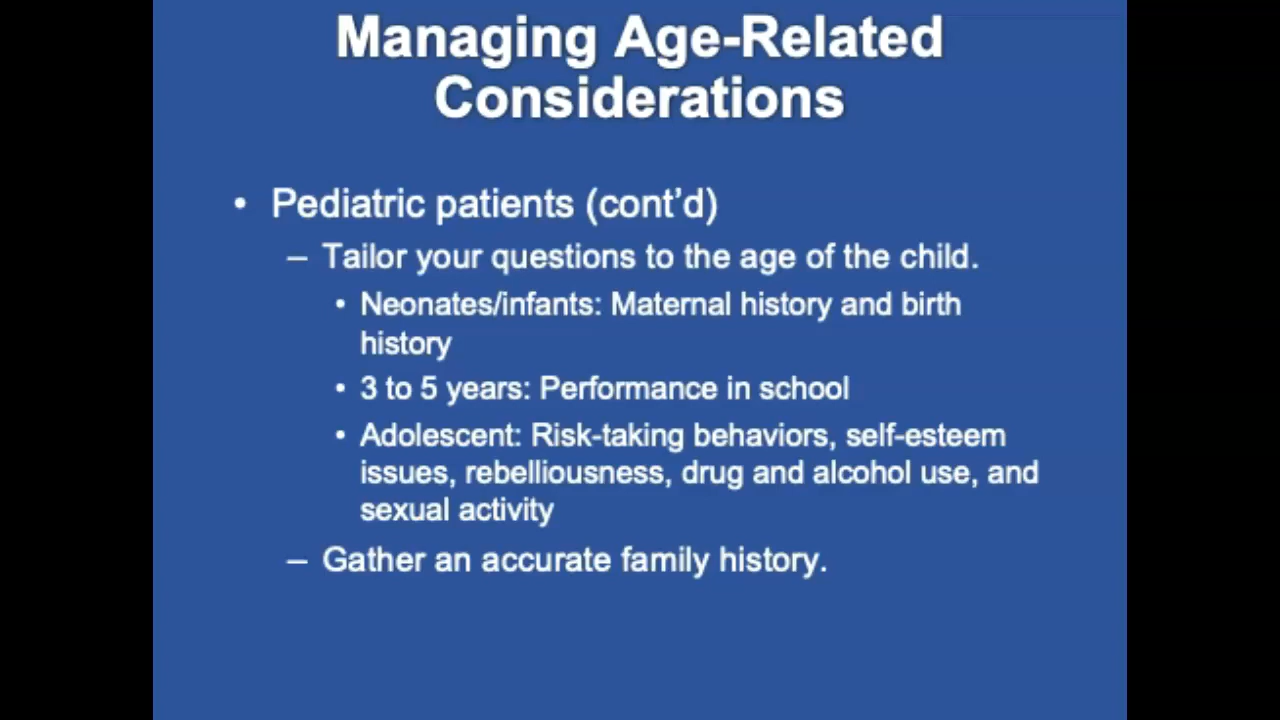 Managing Age-Related
Considerations
• Pediatric patients (cont’d)
– Tailor your questions to the age of the child.
• Neonates/infants: Maternal history and birth
history
• 3 to 5 years: Performance in school
• Adolescent: Risk-taking behaviors, self-esteem
issues, rebelliousness, drug and alcohol use, and
sexual activity
– Gather an accurate family history.